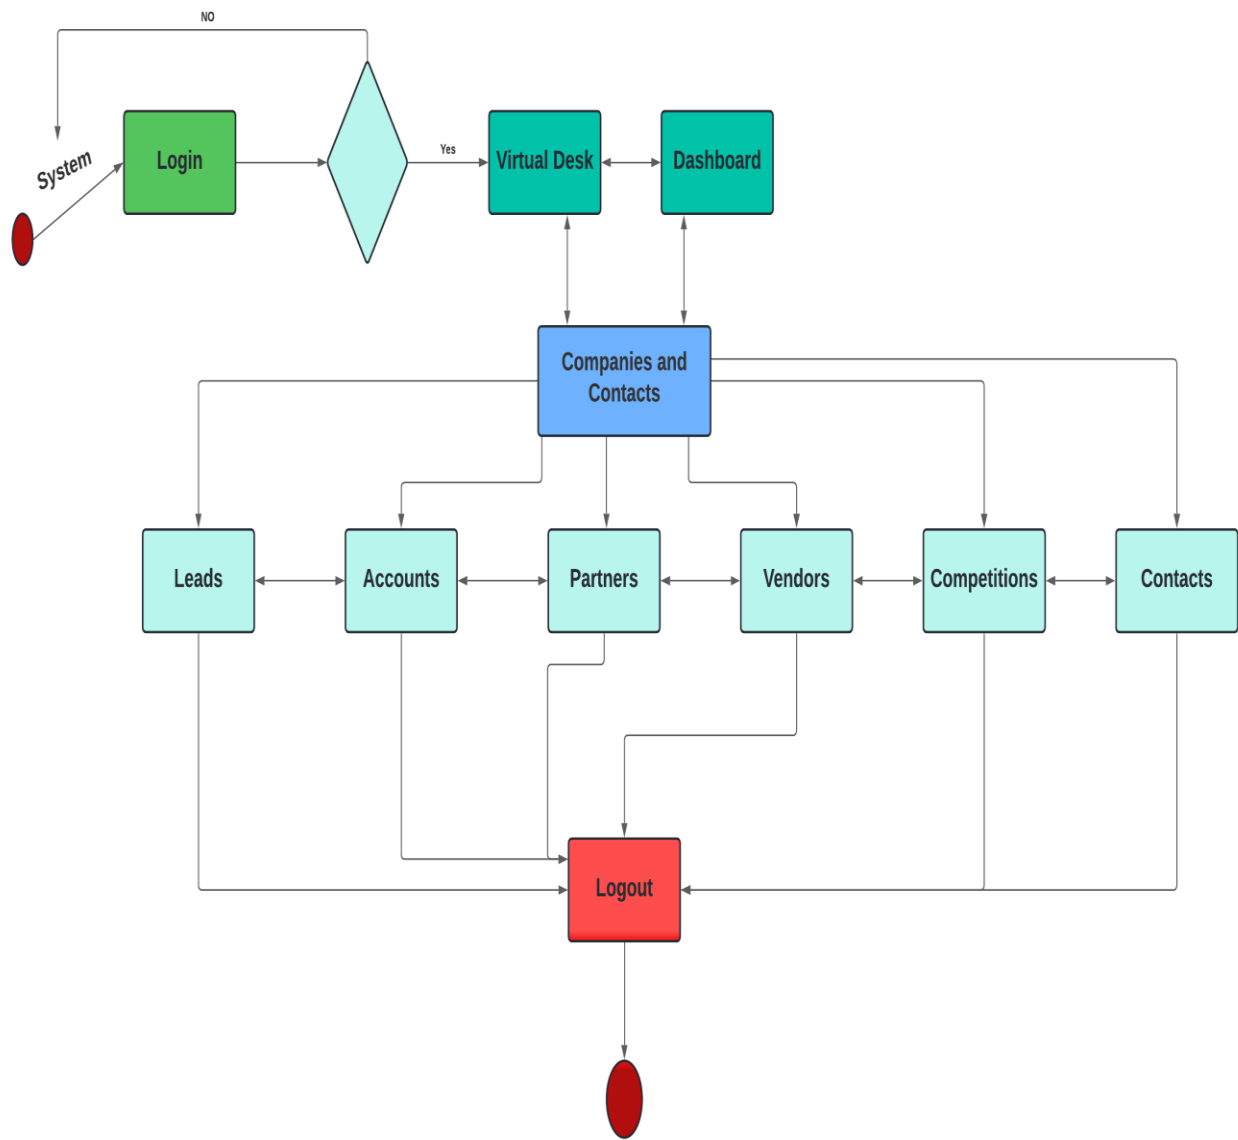 NO
System
Login
Yes
Virtual Desk
Dashboard
Companies and
Contacts
Leads
Accounts
Partners
Vendors
Competitions
Contacts
Logout